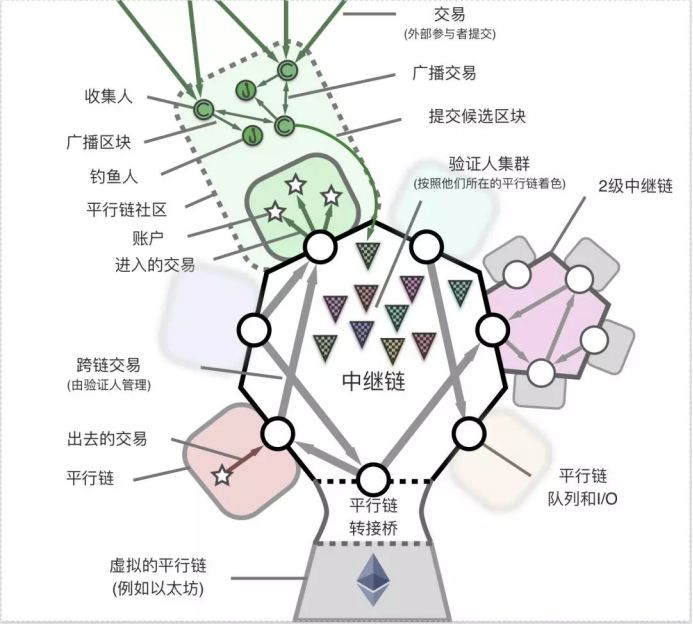 交易
(外部参与者提交)
收集人
广播交易
广播区块
提交候选区块
钓鱼人
验证人集群
(按照他们所在的平行链着色)
2级中继链
平行链社区
账户
进入的交易
跨链交易
(由验证人管理)
中继链
出去的交易
平行链
平行链
队列和I/O
平行链
转接桥
虚拟的平行链
(例如以太坊)
C
C
C
J
J